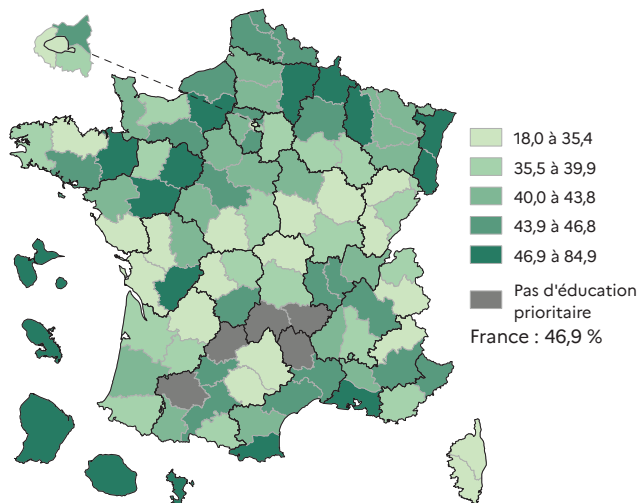 18,0 à 35,4
35,5 à 39,9
40,0 à 43,8
43,9 à 46,8
46,9 à 84,9
Pas d'éducation
prioritaire
France : 46,9 %